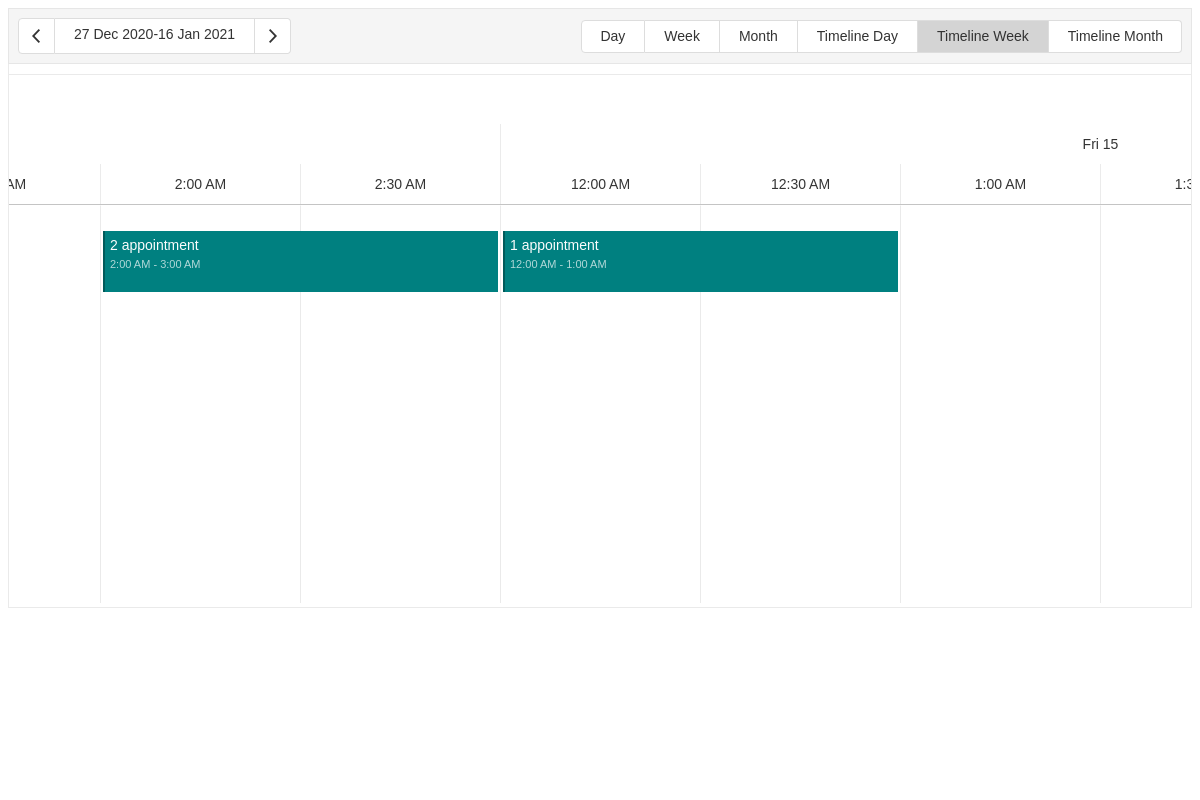 27 Dec 2020-16 Jan 2021 Day Week Month Timeline Day Timeline Week Timeline Month
Fri 15
AM 2:00 AM 2:30 AM 12:00 AM 12:30 AM 1:00 AM 1:3
2 appointment 1 appointment
2:00 AM - 3:00 AM 12:00 AM - 1:00 AM